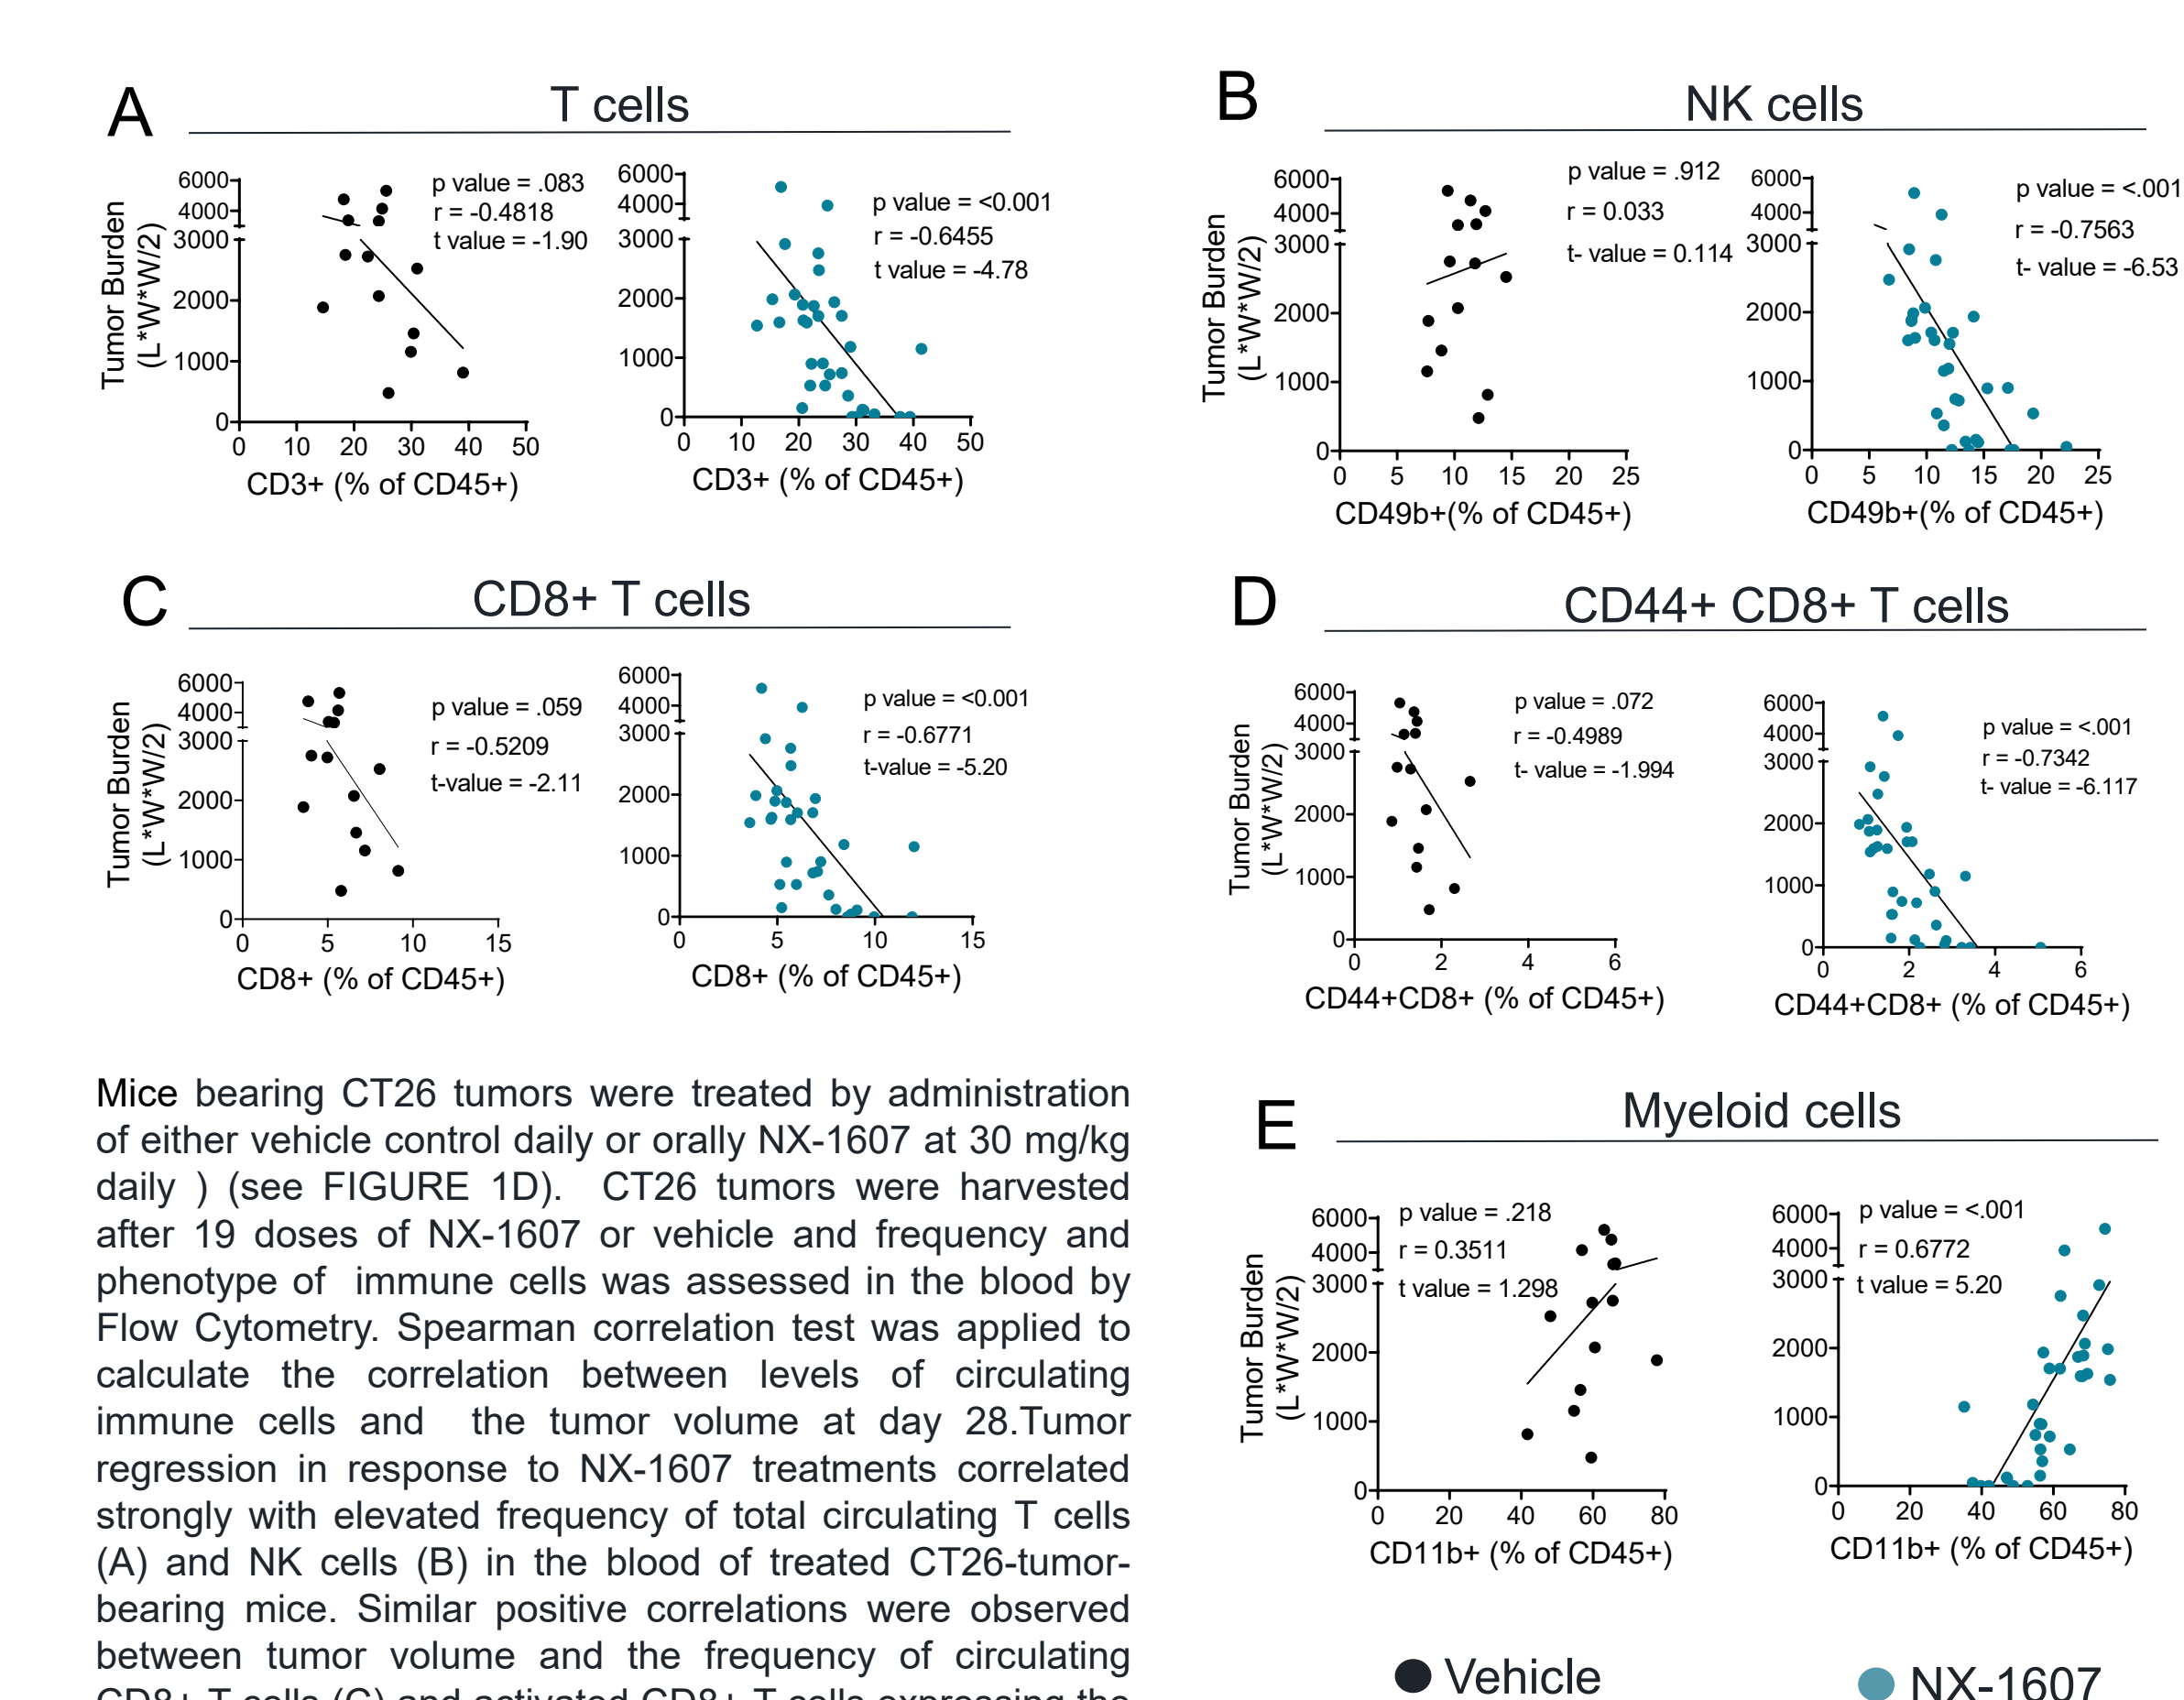 A
T cells
6000
4000
3000
2000
1000
0
0 10 20 30 40 50
Tumor Burden
(L*W*W/2)
p value = .083
r = -0.4818
t value = -1.90
CD3+ (% of CD45+)
6000
4000
3000
2000
1000
0
0 10 20 30 40 50
p value = <0.001
r = -0.6455
t value = -4.78
CD3+ (% of CD45+)
B
NK cells
6000
4000
3000
2000
1000
0
0 5 10 15 20 25
Tumor Burden
(L*W*W/2)
p value = .912
r = 0.033
t- value = 0.114
CD49b+(% of CD45+)
6000
4000
3000
2000
1000
0
0 5 10 15 20 25
p value = <.001
r = -0.7563
t- value = -6.53
CD49b+(% of CD45+)
C
CD8+ T cells
6000
4000
3000
2000
1000
0
0 5 10 15
Tumor Burden
(L*W*W/2)
p value = .059
r = -0.5209
t-value = -2.11
CD8+ (% of CD45+)
6000
4000
3000
2000
1000
0
0 5 10 15
p value = <0.001
r = -0.6771
t-value = -5.20
CD8+ (% of CD45+)
D
CD44+ CD8+ T cells
6000
4000
3000
2000
1000
0
0 2 4 6
Tumor Burden
(L*W*W/2)
p value = .072
r = -0.4989
t- value = -1.994
CD44+CD8+ (% of CD45+)
6000
4000
3000
2000
1000
0
0 2 4 6
p value = <.001
r = -0.7342
t- value = -6.117
CD44+CD8+ (% of CD45+)
Mice bearing CT26 tumors were treated by administration
of either vehicle control daily or orally NX-1607 at 30 mg/kg
daily ) (see FIGURE 1D). CT26 tumors were harvested
after 19 doses of NX-1607 or vehicle and frequency and
phenotype of immune cells was assessed in the blood by
Flow Cytometry. Spearman correlation test was applied to
calculate the correlation between levels of circulating
immune cells and the tumor volume at day 28.Tumor
regression in response to NX-1607 treatments correlated
strongly with elevated frequency of total circulating T cells
(A) and NK cells (B) in the blood of treated CT26-tumor-
bearing mice. Similar positive correlations were observed
between tumor volume and the frequency of circulating
CD8+ T cells (C) and activated CD8+ T cells expressing the
E
Myeloid cells
6000
4000
3000
2000
1000
0
0 20 40 60 80
Tumor Burden
(L*W*W/2)
p value = .218
r = 0.3511
t value = 1.298
CD11b+ (% of CD45+)
6000
4000
3000
2000
1000
0
0 20 40 60 80
p value = <.001
r = 0.6772
t value = 5.20
CD11b+ (% of CD45+)
Vehicle
NX-1607